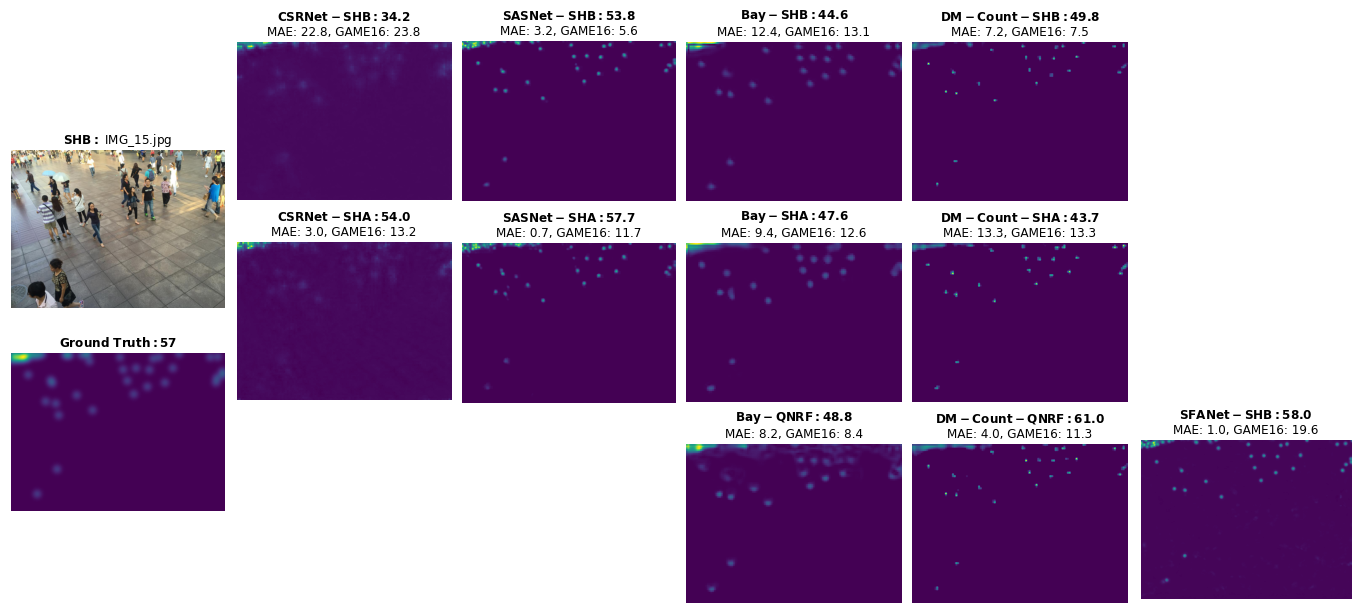 CSRNet − SHB: 34.2
MAE: 22.8, GAME16: 23.8
SASNet − SHB: 53.8
MAE: 3.2, GAME16: 5.6
Bay − SHB: 44.6
MAE: 12.4, GAME16: 13.1
DM − Count − SHB: 49.8
MAE: 7.2, GAME16: 7.5
SHB: IMG_15.jpg
CSRNet − SHA: 54.0
MAE: 3.0, GAME16: 13.2
SASNet − SHA: 57.7
MAE: 0.7, GAME16: 11.7
Bay − SHA: 47.6
MAE: 9.4, GAME16: 12.6
DM − Count − SHA: 43.7
MAE: 13.3, GAME16: 13.3
Ground Truth: 57
Bay − QNRF: 48.8
MAE: 8.2, GAME16: 8.4
DM − Count − QNRF: 61.0
MAE: 4.0, GAME16: 11.3
SFANet − SHB: 58.0
MAE: 1.0, GAME16: 19.6